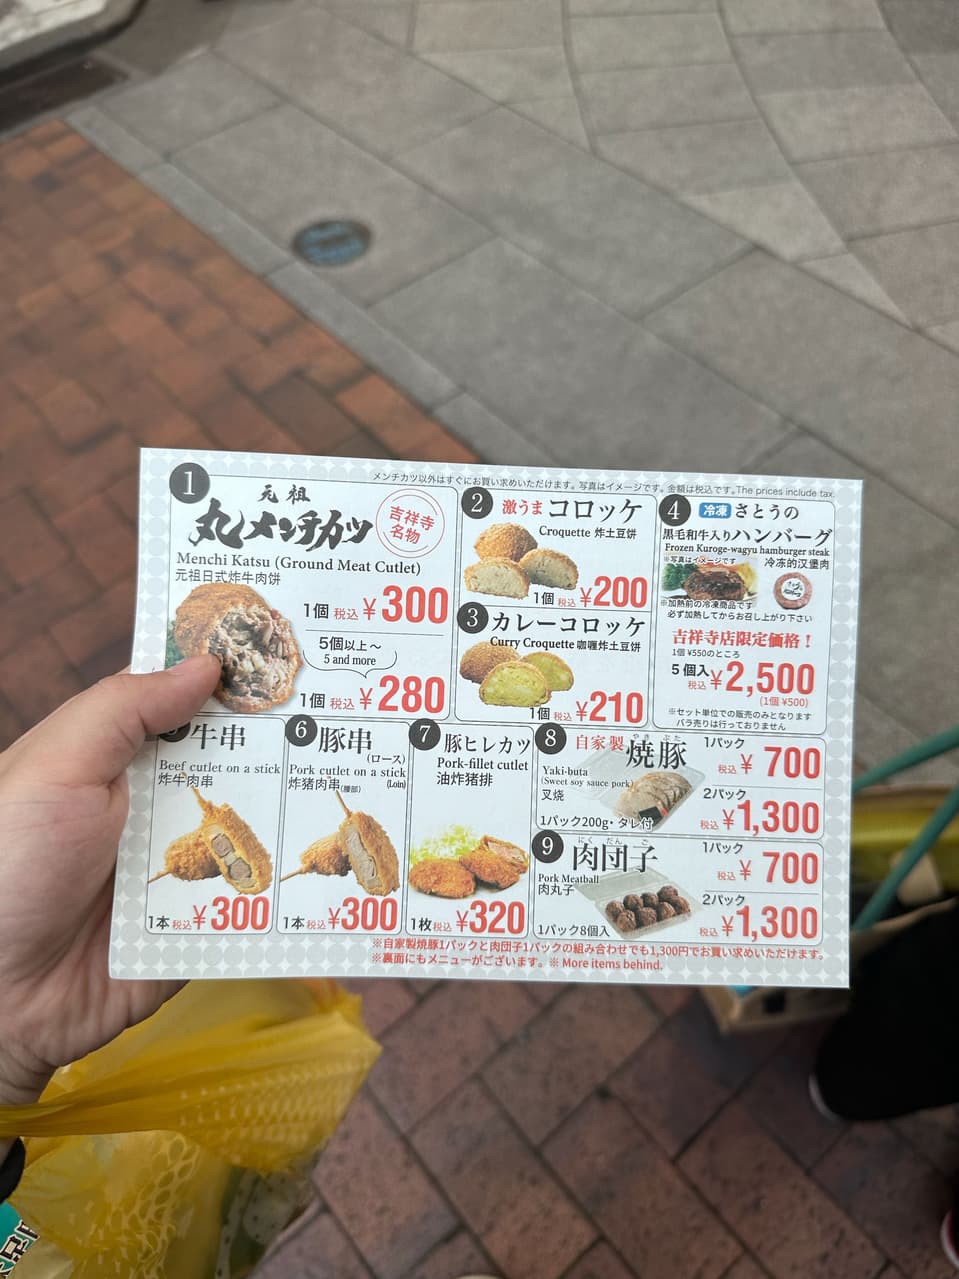 メンチカツ以外はすぐにお買い求めいただけます。写真はイメージです。金額は税込です。The prices include tax.
1
元祖
丸メンチカツ
吉祥寺
名物
Menchi Katsu (Ground Meat Cutlet)
元祖日式炸牛肉饼
1個 税込 ¥300
5個以上～
5 and more
1個 税込 ¥280
2 激うま コロッケ
Croquette 炸土豆饼
1個 税込 ¥200
3 カレーコロッケ
Curry Croquette 咖喱炸土豆饼
1個 税込 ¥210
4 冷凍 さとうの
黒毛和牛入りハンバーグ
Frozen Kuroge-wagyu hamburger steak
※写真はイメージです 冷冻的汉堡肉
※加熱前の冷凍商品です
必ず加熱してからお召し上がり下さい
吉祥寺店限定価格！
1個 ¥550のところ
5個入 税込 ¥2,500
(1個 ¥500)
※セット単位での販売のみとなります
バラ売りは行っておりません
5 牛串
Beef cutlet on a stick
炸牛肉串
1本 税込 ¥300
6 豚串
(ロース)
Pork cutlet on a stick
(Loin)
炸猪肉串(腰部)
1本 税込 ¥300
7 豚ヒレカツ
Pork-fillet cutlet
油炸猪排
1枚 税込 ¥320
8 自家製 焼豚
やき ぶた
Yaki-buta
(Sweet soy sauce pork)
叉烧
1パック200g・タレ付
1パック
税込 ¥700
2パック
税込 ¥1,300
9 肉団子
にく だん ご
Pork Meatball
肉丸子
1パック8個入
1パック
税込 ¥700
2パック
税込 ¥1,300
※自家製焼豚1パックと肉団子1パックの組み合わせでも1,300円でお買い求めいただけます。
※裏面にもメニューがございます。※ More items behind.